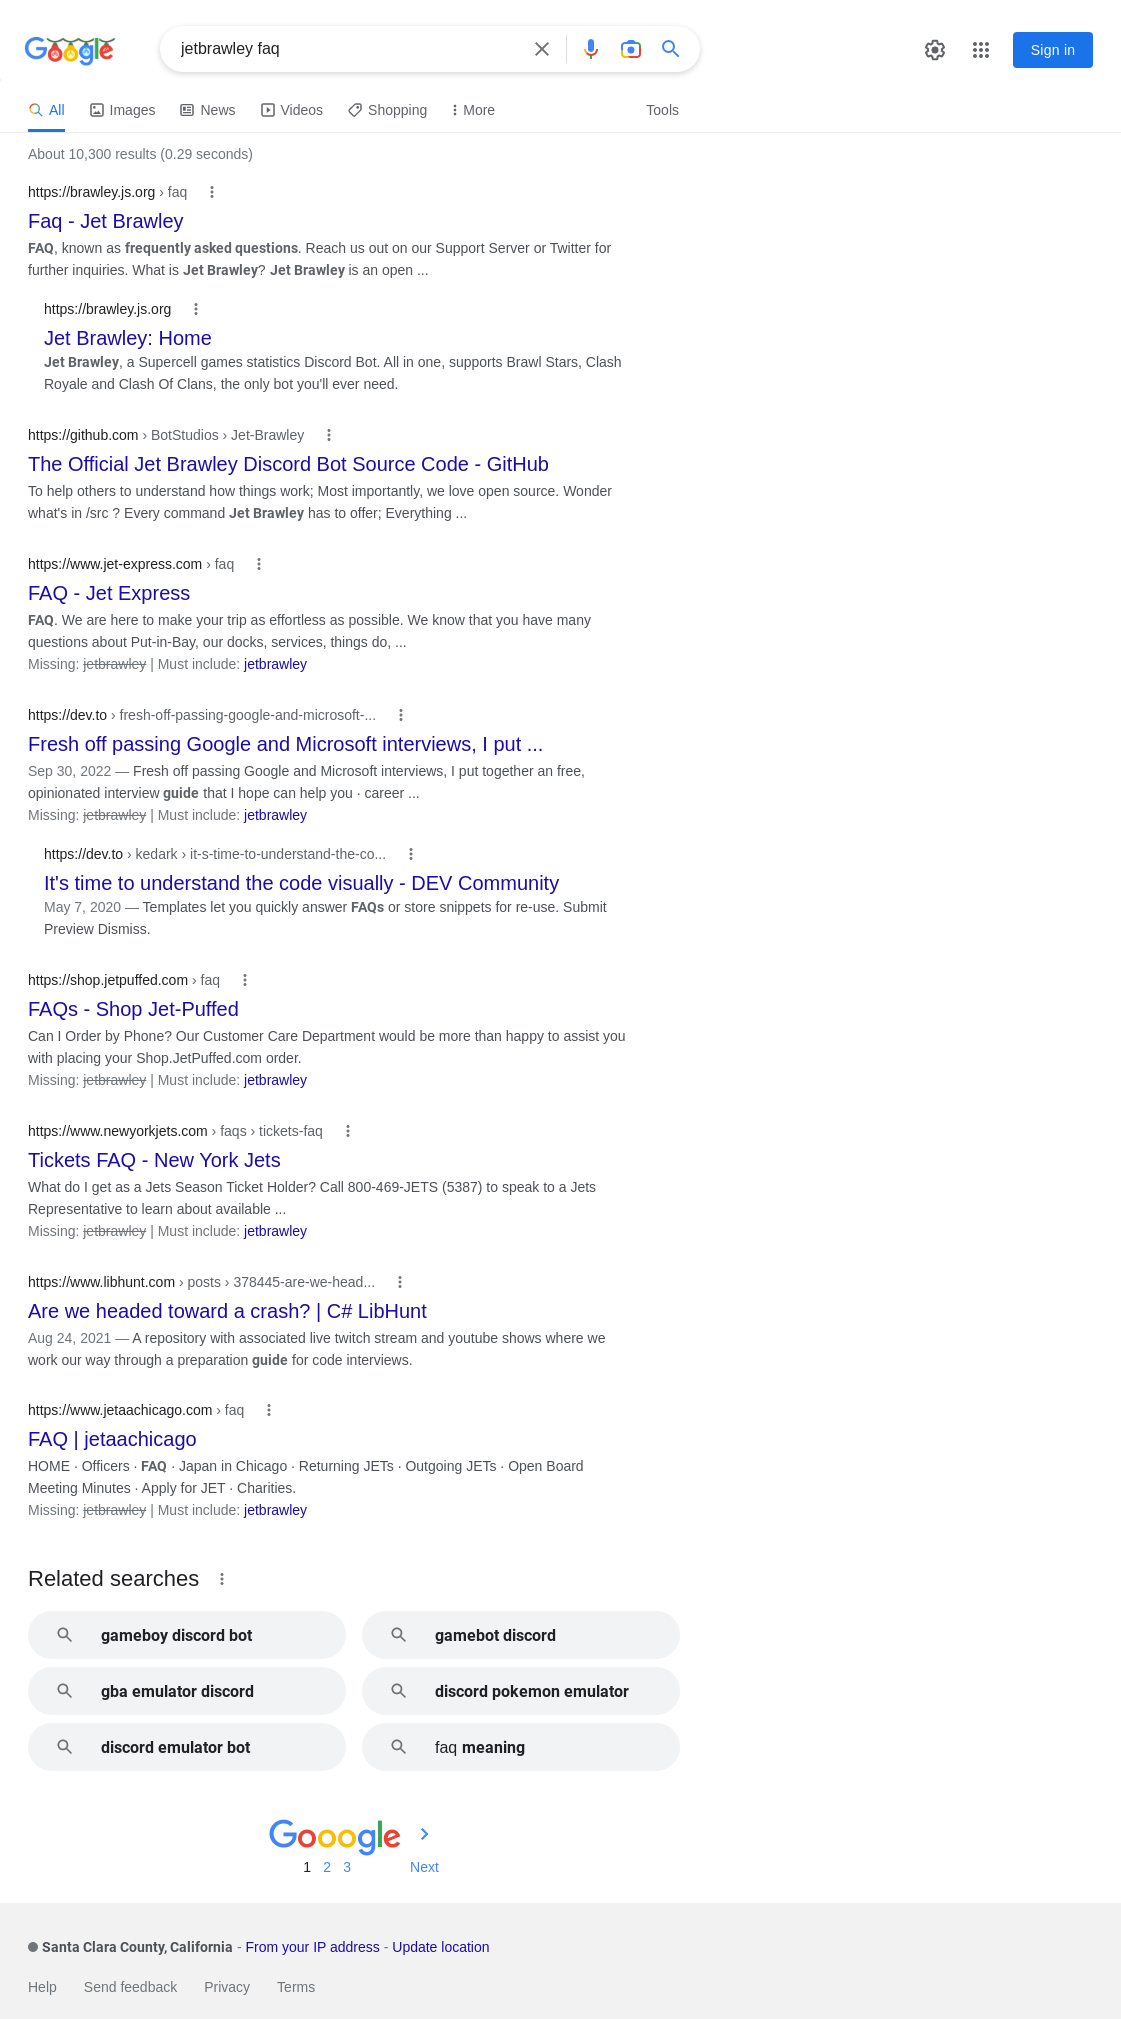 Google
jetbrawley faq
Sign in
All Images News Videos Shopping More Tools
About 10,300 results (0.29 seconds)
https://brawley.js.org › faq
Faq - Jet Brawley
FAQ, known as frequently asked questions. Reach us out on our Support Server or Twitter for
further inquiries. What is Jet Brawley? Jet Brawley is an open ...
https://brawley.js.org
Jet Brawley: Home
Jet Brawley, a Supercell games statistics Discord Bot. All in one, supports Brawl Stars, Clash
Royale and Clash Of Clans, the only bot you'll ever need.
https://github.com › BotStudios › Jet-Brawley
The Official Jet Brawley Discord Bot Source Code - GitHub
To help others to understand how things work; Most importantly, we love open source. Wonder
what's in /src ? Every command Jet Brawley has to offer; Everything ...
https://www.jet-express.com › faq
FAQ - Jet Express
FAQ. We are here to make your trip as effortless as possible. We know that you have many
questions about Put-in-Bay, our docks, services, things do, ...
Missing: jetbrawley | Must include: jetbrawley
https://dev.to › fresh-off-passing-google-and-microsoft-...
Fresh off passing Google and Microsoft interviews, I put ...
Sep 30, 2022 — Fresh off passing Google and Microsoft interviews, I put together an free,
opinionated interview guide that I hope can help you · career ...
Missing: jetbrawley | Must include: jetbrawley
https://dev.to › kedark › it-s-time-to-understand-the-co...
It's time to understand the code visually - DEV Community
May 7, 2020 — Templates let you quickly answer FAQs or store snippets for re-use. Submit
Preview Dismiss.
https://shop.jetpuffed.com › faq
FAQs - Shop Jet-Puffed
Can I Order by Phone? Our Customer Care Department would be more than happy to assist you
with placing your Shop.JetPuffed.com order.
Missing: jetbrawley | Must include: jetbrawley
https://www.newyorkjets.com › faqs › tickets-faq
Tickets FAQ - New York Jets
What do I get as a Jets Season Ticket Holder? Call 800-469-JETS (5387) to speak to a Jets
Representative to learn about available ...
Missing: jetbrawley | Must include: jetbrawley
https://www.libhunt.com › posts › 378445-are-we-head...
Are we headed toward a crash? | C# LibHunt
Aug 24, 2021 — A repository with associated live twitch stream and youtube shows where we
work our way through a preparation guide for code interviews.
https://www.jetaachicago.com › faq
FAQ | jetaachicago
HOME · Officers · FAQ · Japan in Chicago · Returning JETs · Outgoing JETs · Open Board
Meeting Minutes · Apply for JET · Charities.
Missing: jetbrawley | Must include: jetbrawley
Related searches
gameboy discord bot
gamebot discord
gba emulator discord
discord pokemon emulator
discord emulator bot
faq meaning
Gooogle
1 2 3 Next
Santa Clara County, California - From your IP address - Update location
Help Send feedback Privacy Terms